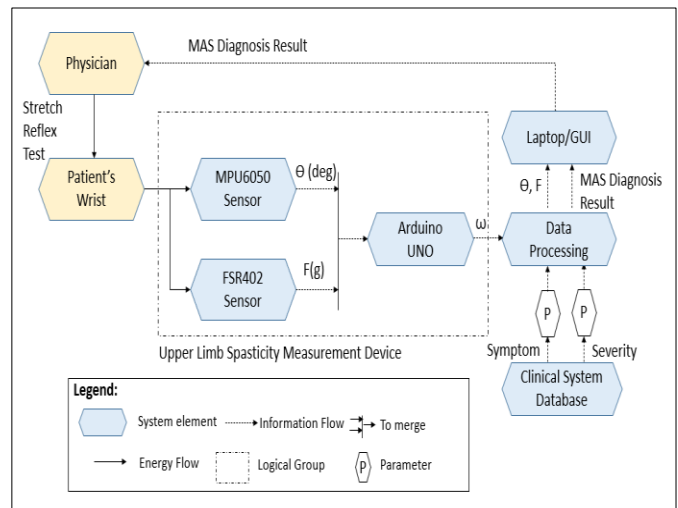 MAS Diagnosis Result
Physician
Stretch
Reflex
Test
Laptop/GUI
MPU6050
Sensor
Θ (deg)
Θ, F
MAS Diagnosis
Result
Patient's
Wrist
Arduino
UNO
ω
Data
Processing
FSR402
Sensor
F(g)
P
P
Upper Limb Spasticity Measurement Device
Symptom
Severity
Clinical System
Database
Legend:
System element
Information Flow
To merge
Energy Flow
Logical Group
P
Parameter